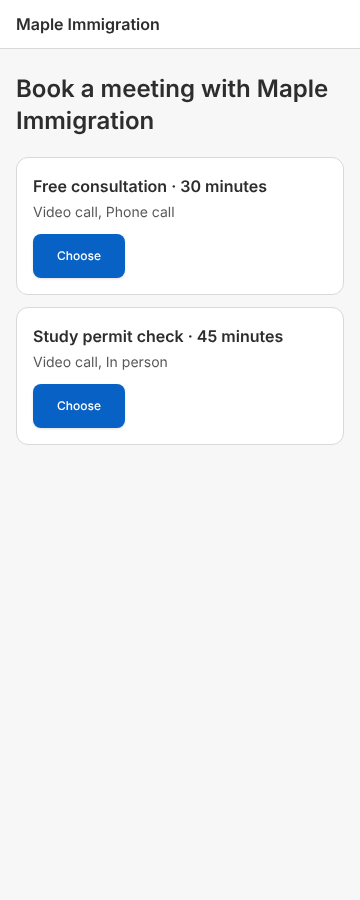 Maple Immigration
Book a meeting with Maple
Immigration
Free consultation · 30 minutes
Video call, Phone call
Choose
Study permit check · 45 minutes
Video call, In person
Choose